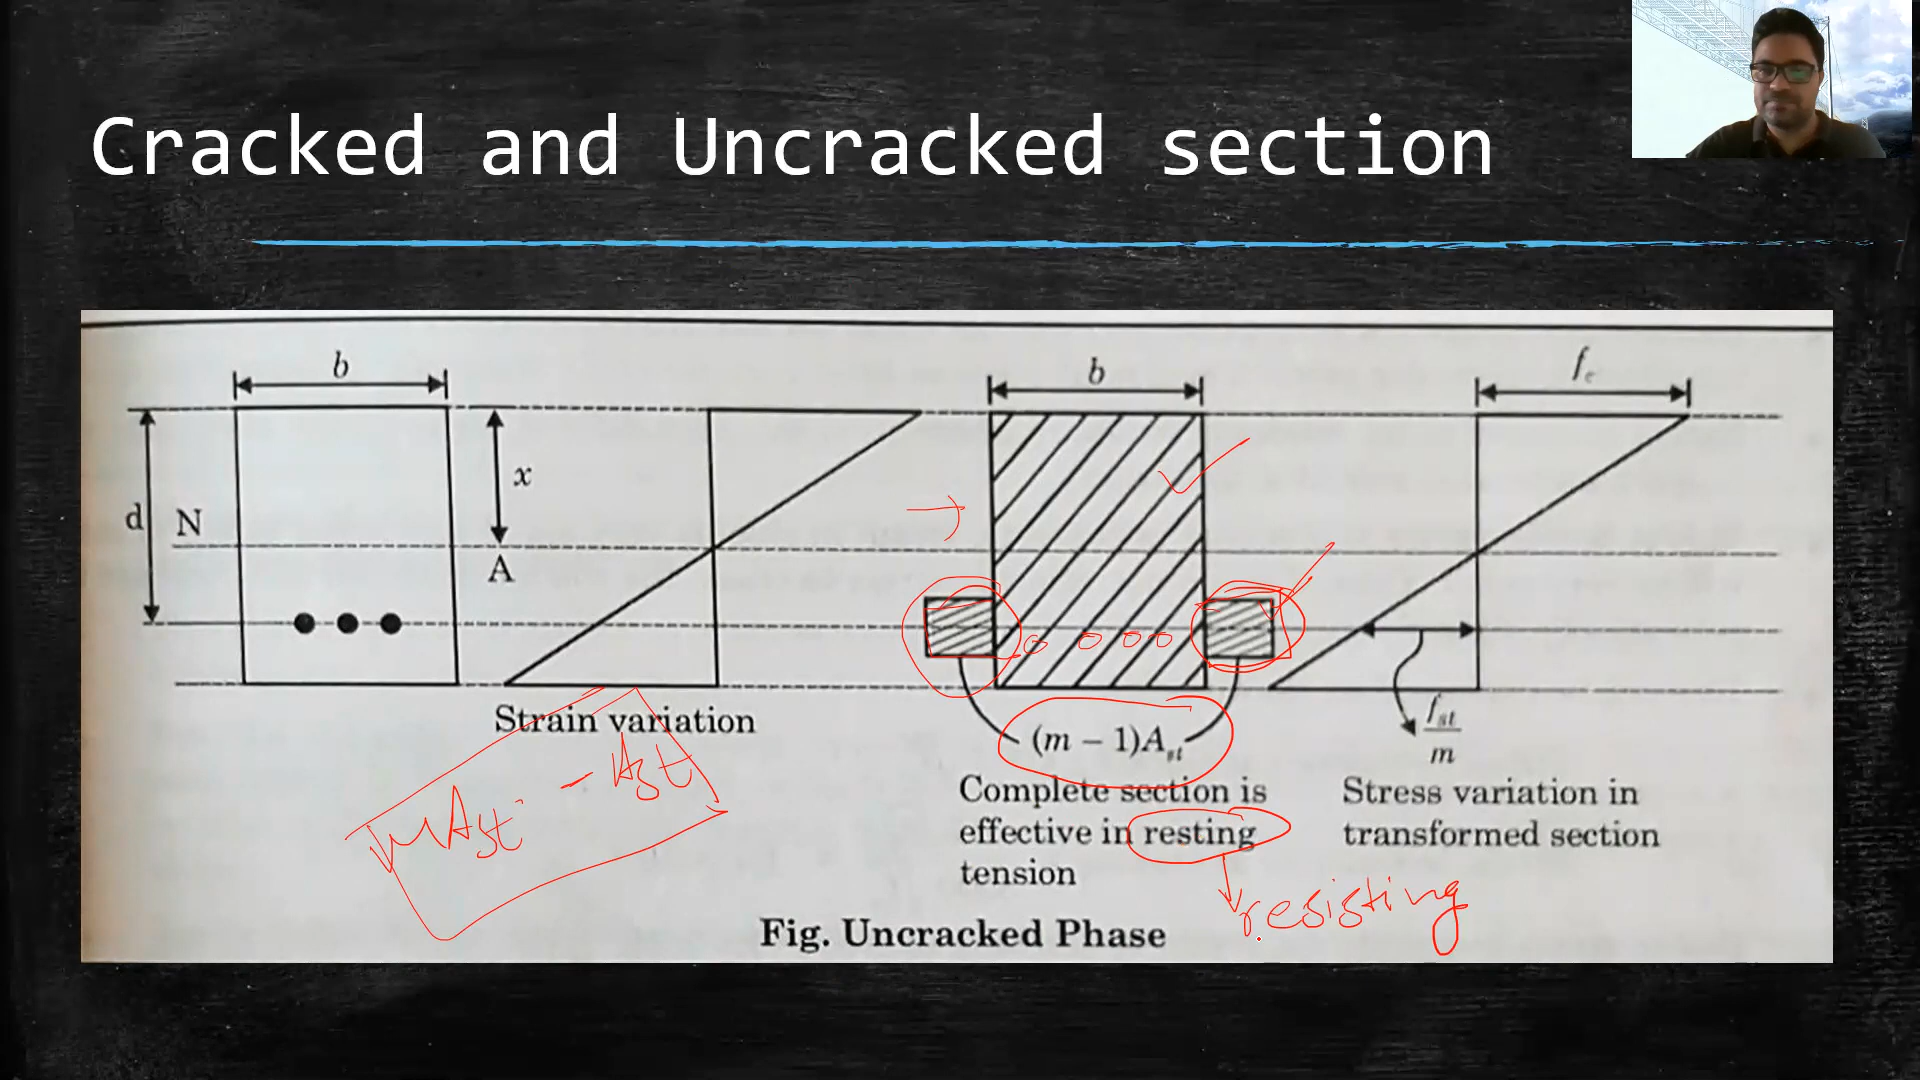 Cracked and Uncracked section
b
b
f_c
x
d
N
A
Strain variation
mAst - Ast
(m – 1)A_st
f_st
m
Complete section is
effective in resting
tension
resisting
Stress variation in
transformed section
Fig. Uncracked Phase